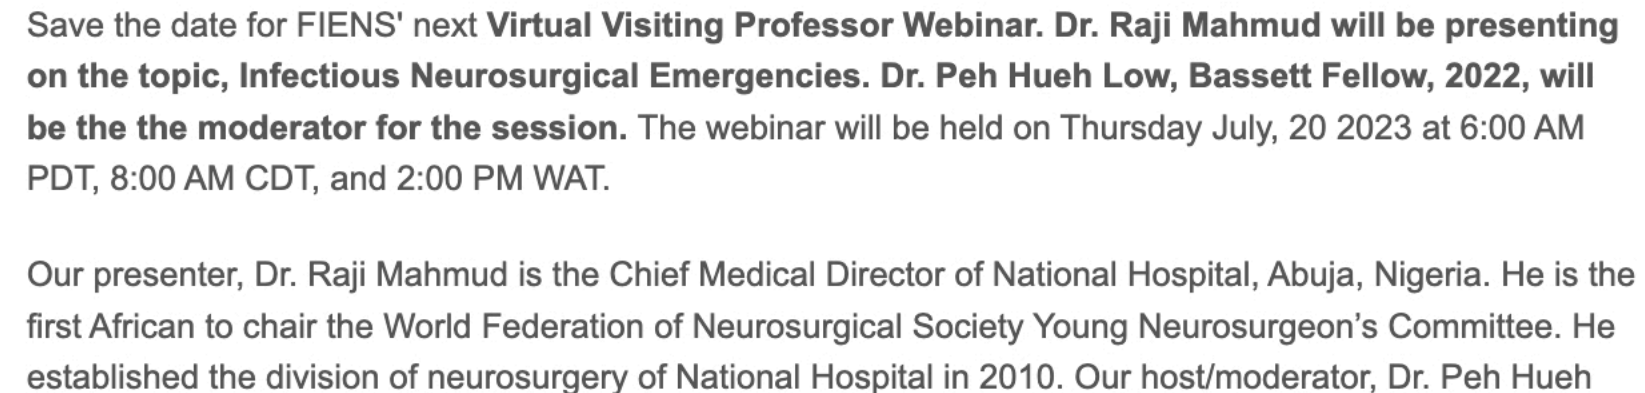 Save the date for FIENS' next Virtual Visiting Professor Webinar. Dr. Raji Mahmud will be presenting
on the topic, Infectious Neurosurgical Emergencies. Dr. Peh Hueh Low, Bassett Fellow, 2022, will
be the the moderator for the session. The webinar will be held on Thursday July, 20 2023 at 6:00 AM
PDT, 8:00 AM CDT, and 2:00 PM WAT.
Our presenter, Dr. Raji Mahmud is the Chief Medical Director of National Hospital, Abuja, Nigeria. He is the
first African to chair the World Federation of Neurosurgical Society Young Neurosurgeon’s Committee. He
established the division of neurosurgery of National Hospital in 2010. Our host/moderator, Dr. Peh Hueh